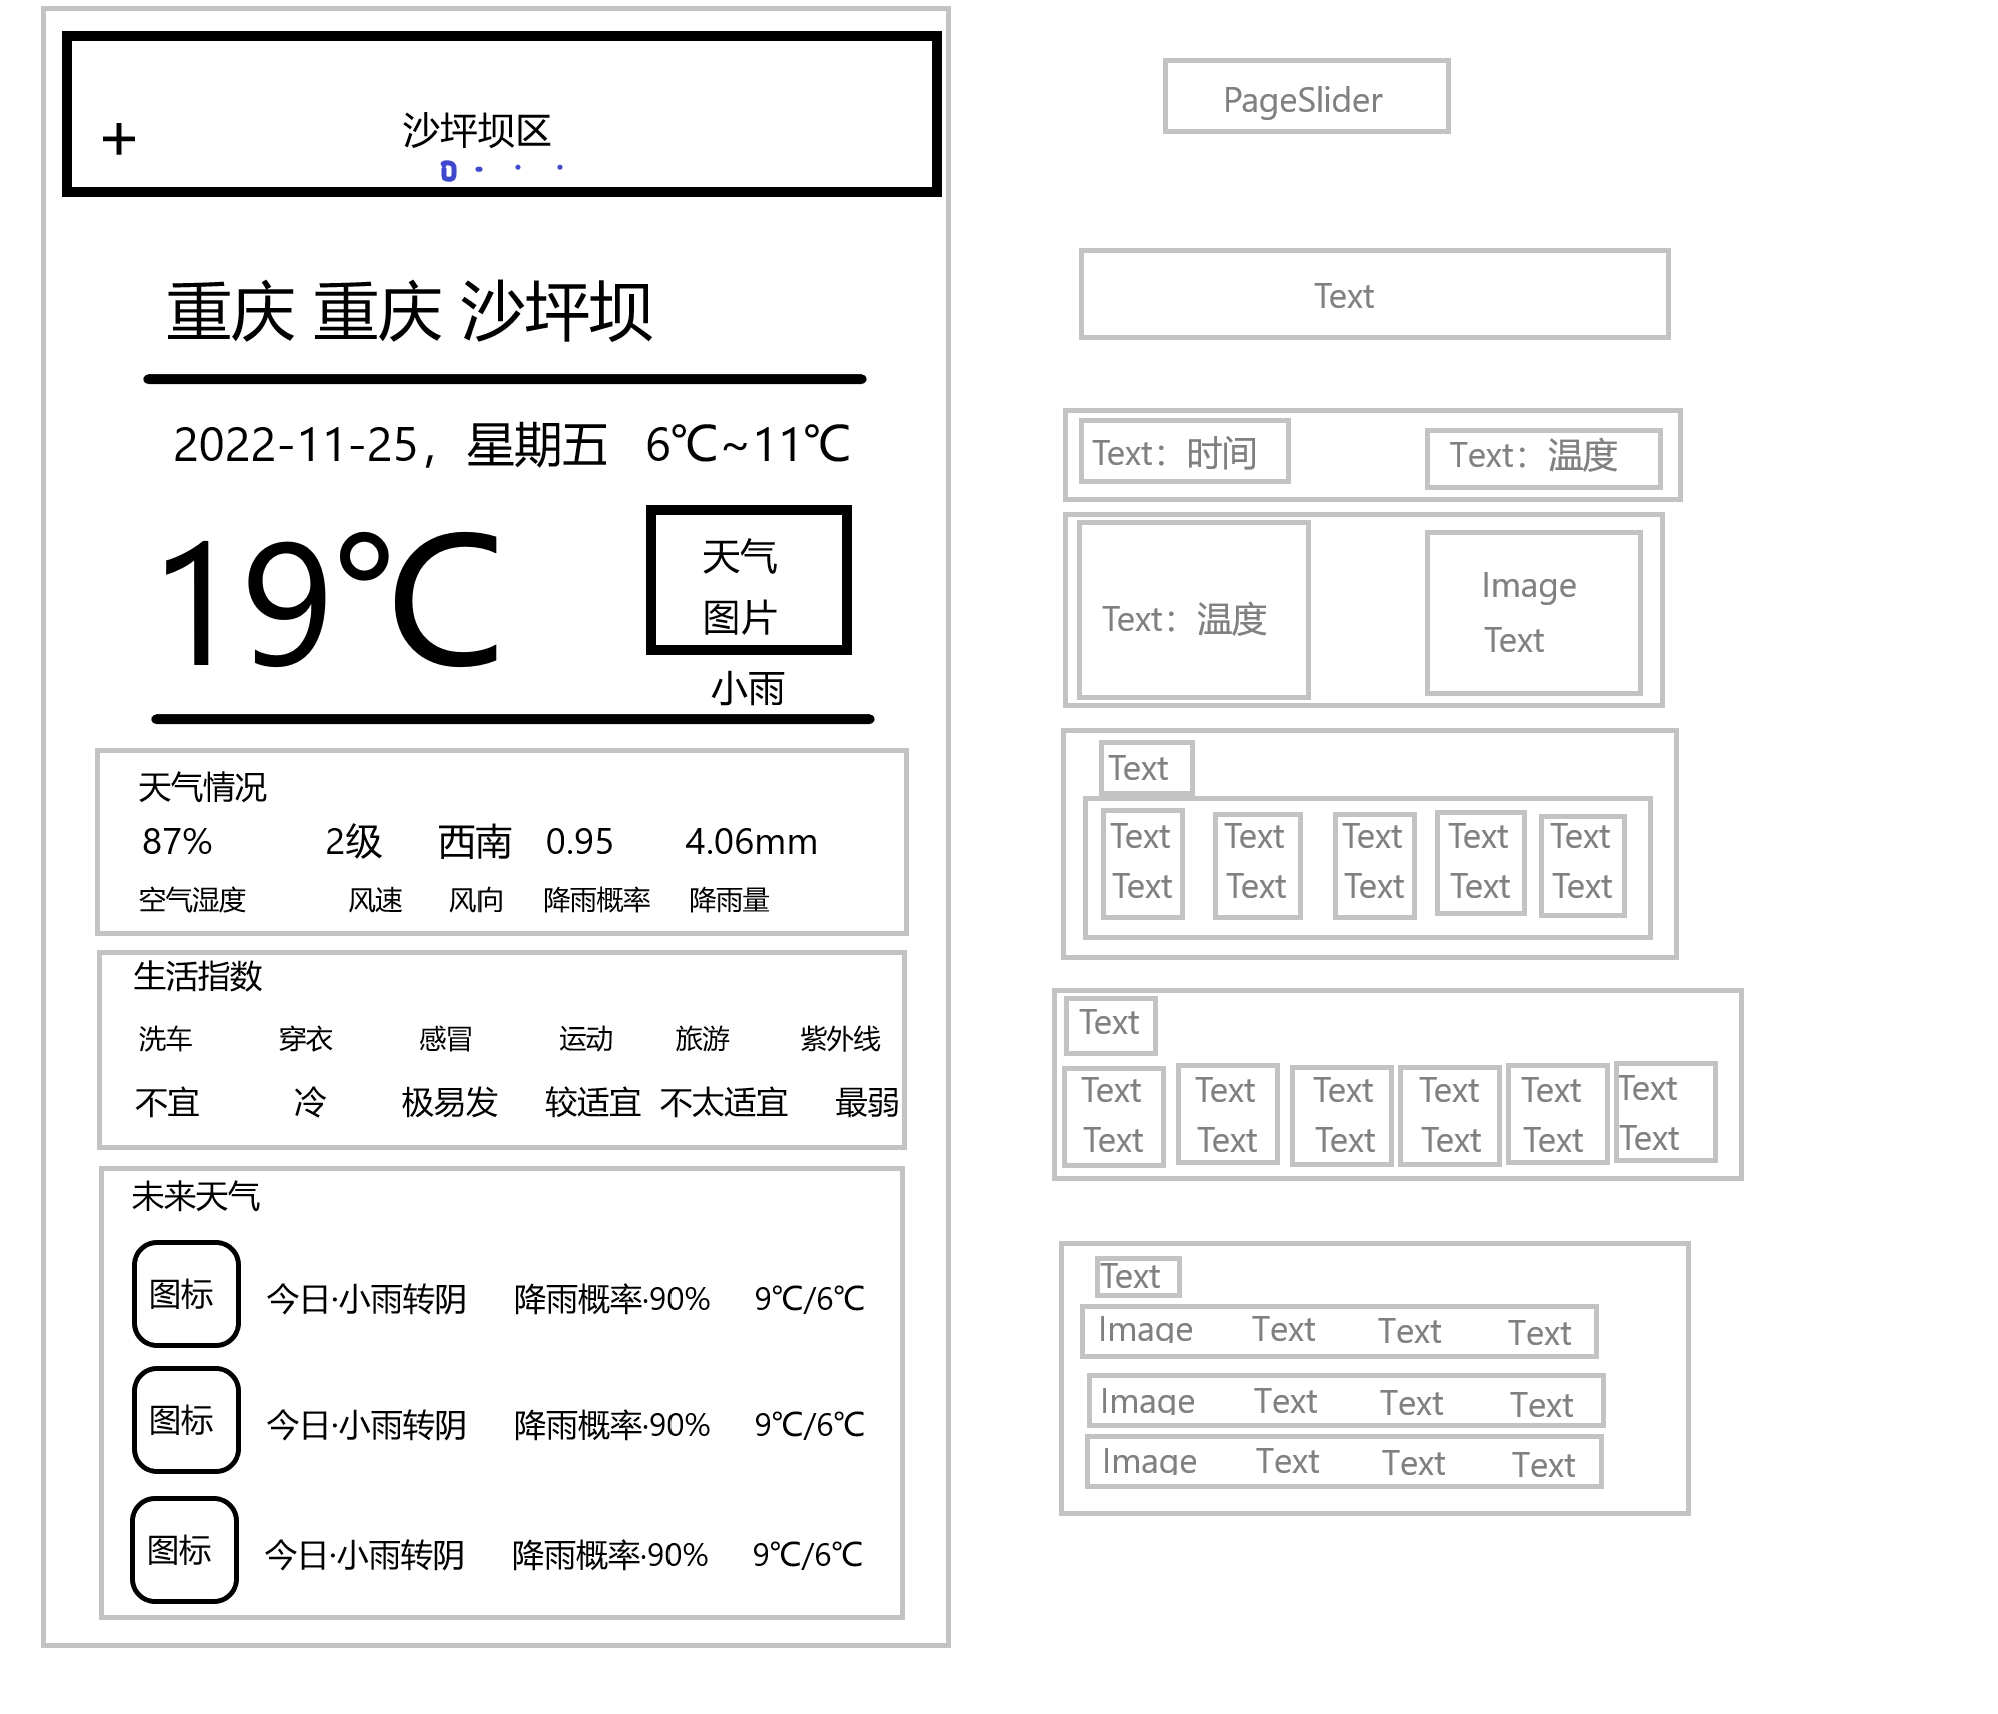 + 沙坪坝区
重庆 重庆 沙坪坝
2022-11-25，星期五 6℃~11℃
19℃
天气
图片
小雨
天气情况
87% 2级 西南 0.95 4.06mm
空气湿度 风速 风向 降雨概率 降雨量
生活指数
洗车 穿衣 感冒 运动 旅游 紫外线
不宜 冷 极易发 较适宜 不太适宜 最弱
未来天气
图标 今日·小雨转阴 降雨概率·90% 9℃/6℃
图标 今日·小雨转阴 降雨概率·90% 9℃/6℃
图标 今日·小雨转阴 降雨概率·90% 9℃/6℃
PageSlider
Text
Text：时间 Text：温度
Text：温度
Image
Text
Text
Text Text Text Text Text
Text Text Text Text Text
Text
Text Text Text Text Text Text
Text Text Text Text Text Text
Text
Image Text Text Text
Image Text Text Text
Image Text Text Text